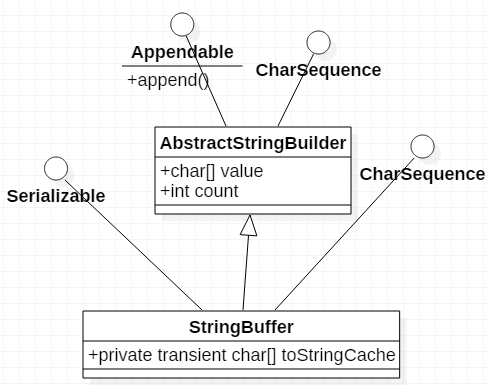 Appendable
+append()
CharSequence
AbstractStringBuilder
+char[] value
+int count
Serializable
CharSequence
StringBuffer
+private transient char[] toStringCache